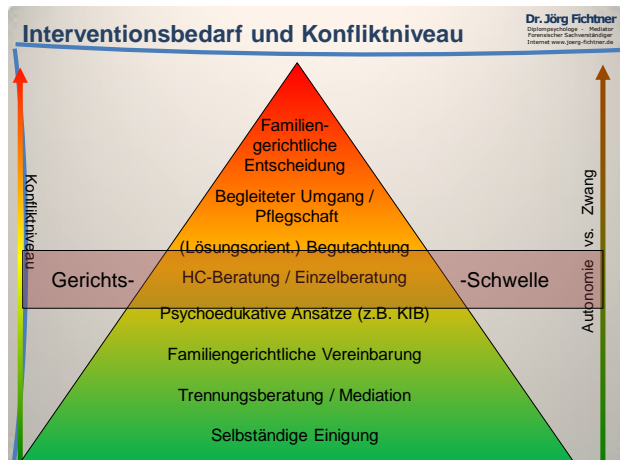 Interventionsbedarf und Konfliktniveau
Dr. Jörg Fichtner
Diplompsychologe - Mediator
Forensischer Sachverständiger
Internet www.joerg-fichtner.de
Familien-
gerichtliche
Entscheidung
Begleiteter Umgang /
Pflegschaft
(Lösungsorient.) Begutachtung
Gerichts-
HC-Beratung / Einzelberatung
-Schwelle
Psychoedukative Ansätze (z.B. KIB)
Familiengerichtliche Vereinbarung
Trennungsberatung / Mediation
Selbständige Einigung
Konfliktniveau
Autonomie vs. Zwang